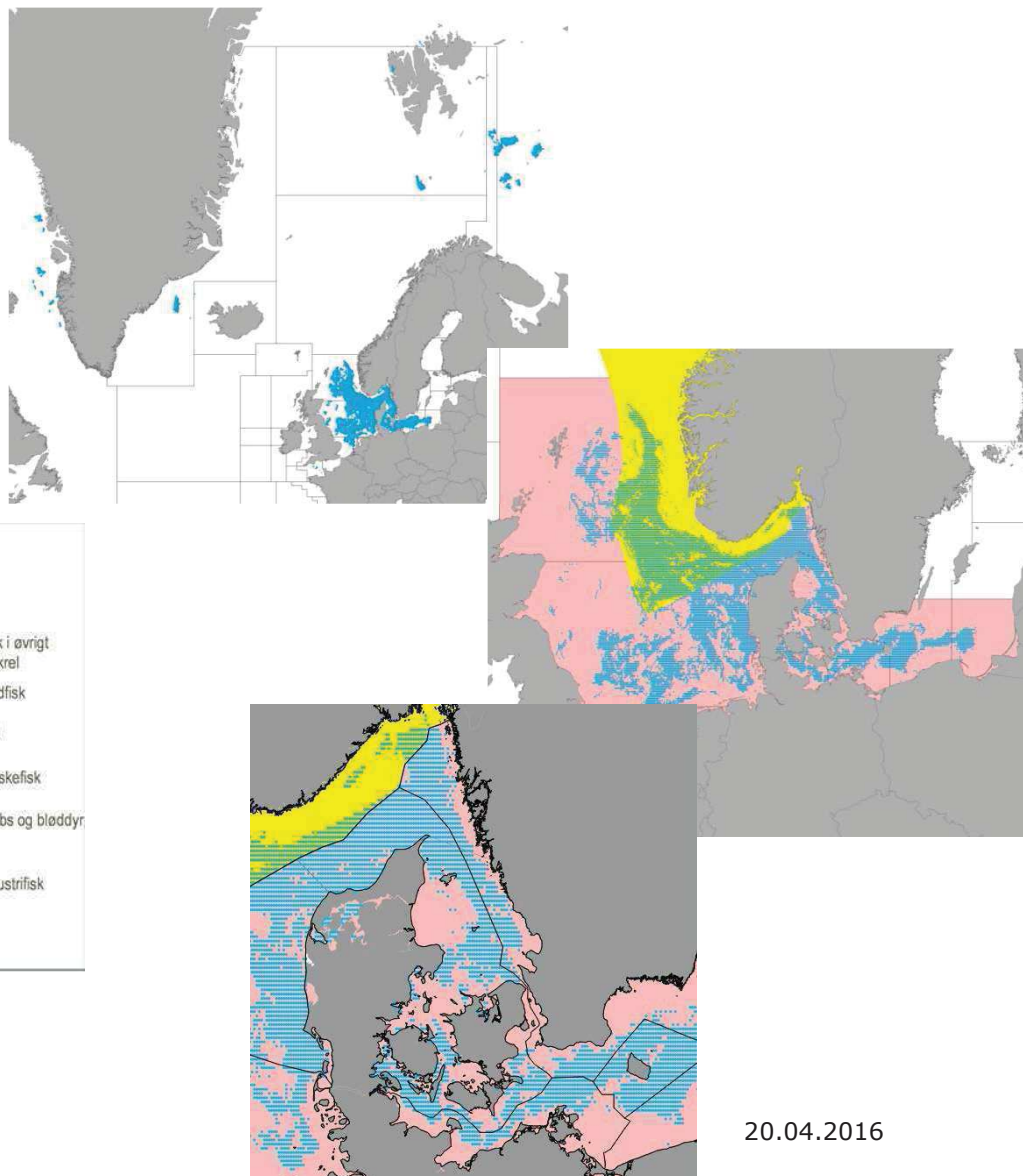 k i øvrigt
krel
dfisk
skefisk
bs og bløddyr
ustrifisk
20.04.2016